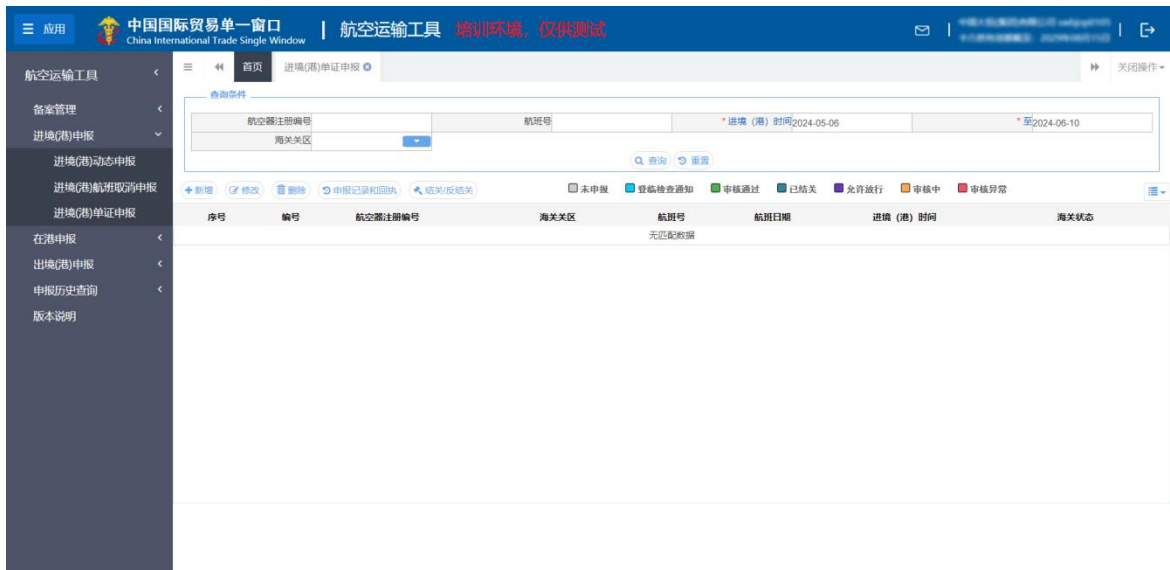 应用
中国国际贸易单一窗口
China International Trade Single Window
航空运输工具
培训环境，仅供测试
航空运输工具
首页
进境(港)单证申报
关闭操作
备案管理
进境(港)申报
进境(港)动态申报
进境(港)航班取消申报
进境(港)单证申报
在港申报
出境(港)申报
申报历史查询
版本说明
查询条件
航空器注册编号 航班号 *进境（港）时间 2024-05-06 *至 2024-06-10
海关关区
查询 重置
新增 修改 删除 申报记录和回执 结关/反结关 未申报 登临检查通知 审核通过 已结关 允许放行 审核中 审核异常
序号 编号 航空器注册编号 海关关区 航班号 航班日期 进境（港）时间 海关状态
无匹配数据